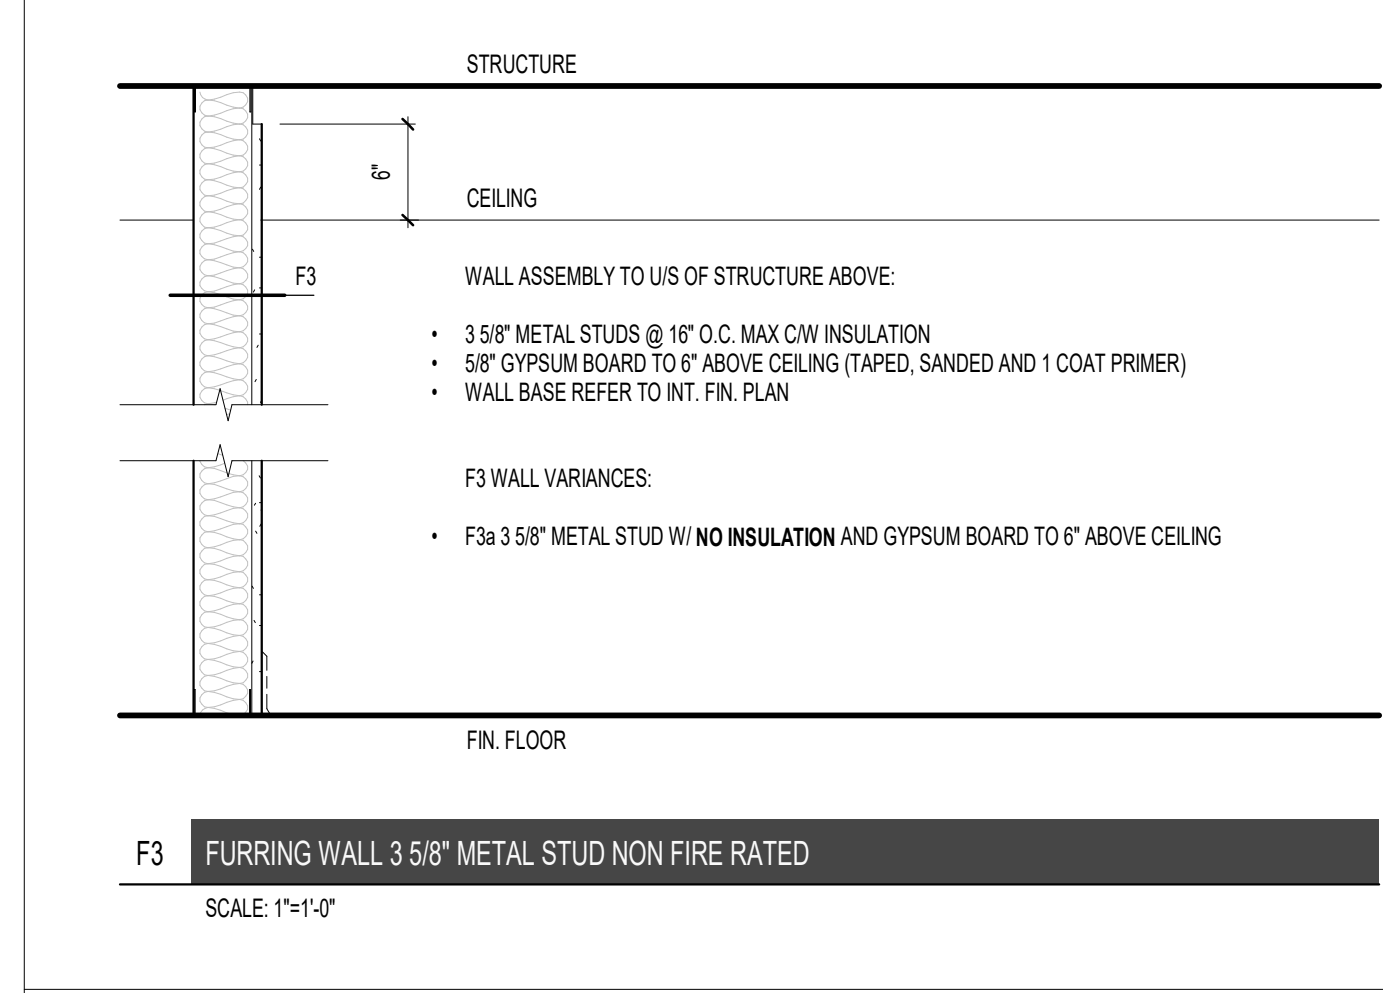 STRUCTURE
6"
CEILING
F3
WALL ASSEMBLY TO U/S OF STRUCTURE ABOVE:
• 3 5/8" METAL STUDS @ 16" O.C. MAX C/W INSULATION
• 5/8" GYPSUM BOARD TO 6" ABOVE CEILING (TAPED, SANDED AND 1 COAT PRIMER)
• WALL BASE REFER TO INT. FIN. PLAN
F3 WALL VARIANCES:
• F3a 3 5/8" METAL STUD W/ NO INSULATION AND GYPSUM BOARD TO 6" ABOVE CEILING
FIN. FLOOR
F3 FURRING WALL 3 5/8" METAL STUD NON FIRE RATED
SCALE: 1"=1'-0"